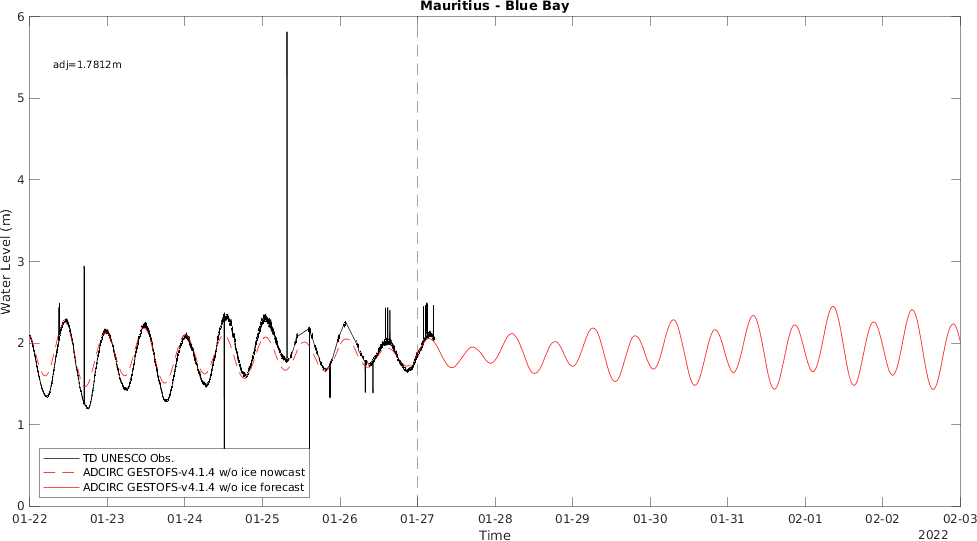 Mauritius - Blue Bay
adj=1.7812m
Water Level (m)
6
5
4
3
2
1
0
TD UNESCO Obs.
ADCIRC GESTOFS-v4.1.4 w/o ice nowcast
ADCIRC GESTOFS-v4.1.4 w/o ice forecast
01-22 01-23 01-24 01-25 01-26 01-27 01-28 01-29 01-30 01-31 02-01 02-02 02-03
Time
2022